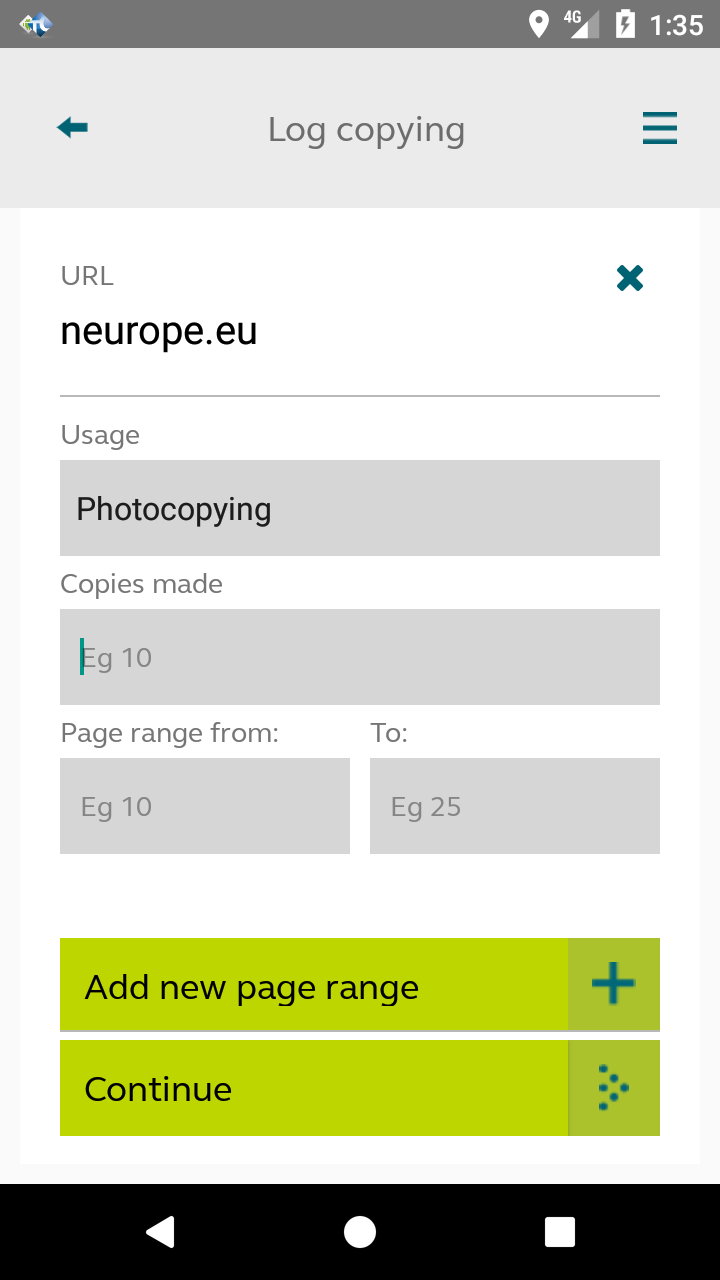 4G 1:35
Log copying
URL
neurope.eu
Usage
Photocopying
Copies made
Eg 10
Page range from: To:
Eg 10 Eg 25
Add new page range
Continue